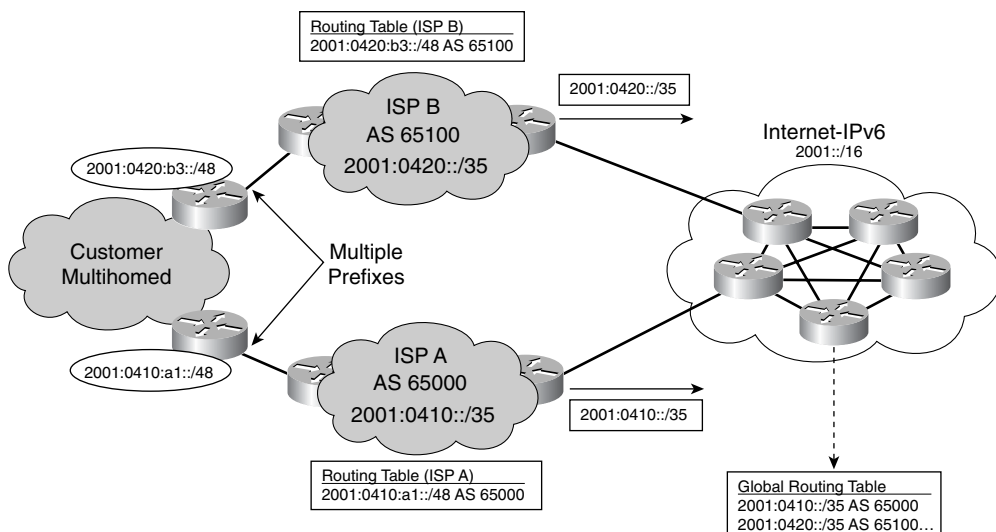 Routing Table (ISP B)
2001:0420:b3::/48 AS 65100
2001:0420::/35
ISP B
AS 65100
2001:0420::/35
Internet-IPv6
2001::/16
2001:0420:b3::/48
Customer
Multihomed
Multiple
Prefixes
2001:0410:a1::/48
ISP A
AS 65000
2001:0410::/35
2001:0410::/35
Routing Table (ISP A)
2001:0410:a1::/48 AS 65000
Global Routing Table
2001:0410::/35 AS 65000
2001:0420::/35 AS 65100…